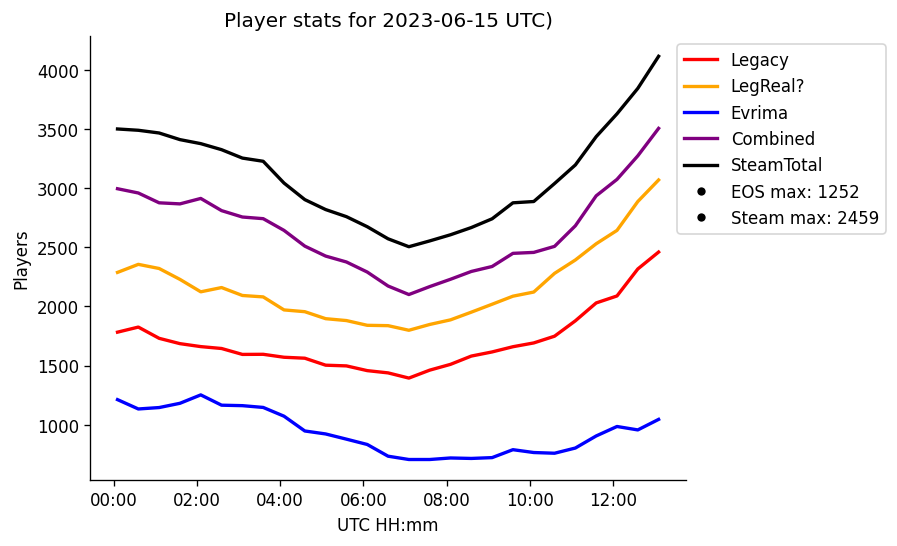 Player stats for 2023-06-15 UTC)
4000
3500
3000
2500
2000
1500
1000
Players
00:00 02:00 04:00 06:00 08:00 10:00 12:00
UTC HH:mm
Legacy
LegReal?
Evrima
Combined
SteamTotal
EOS max: 1252
Steam max: 2459